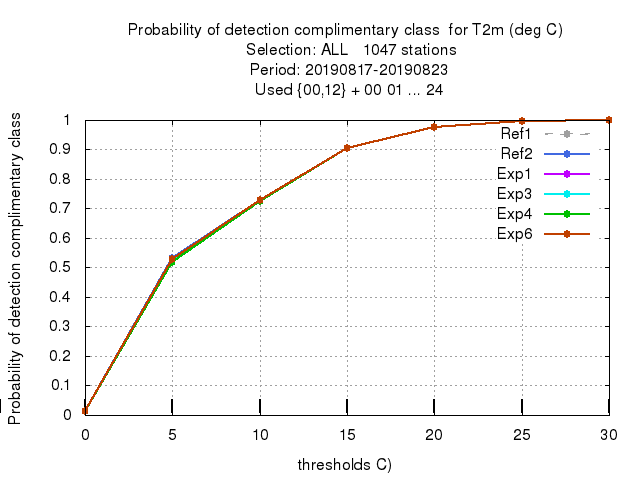 Probability of detection complimentary class  for T2m (deg C)
Selection: ALL   1047 stations
Period: 20190817-20190823
Used {00,12} + 00 01 ... 24
Probability of detection complimentary class
1
0.9
0.8
0.7
0.6
0.5
0.4
0.3
0.2
0.1
0
Ref1
Ref2
Exp1
Exp3
Exp4
Exp6
0 5 10 15 20 25 30
thresholds C)